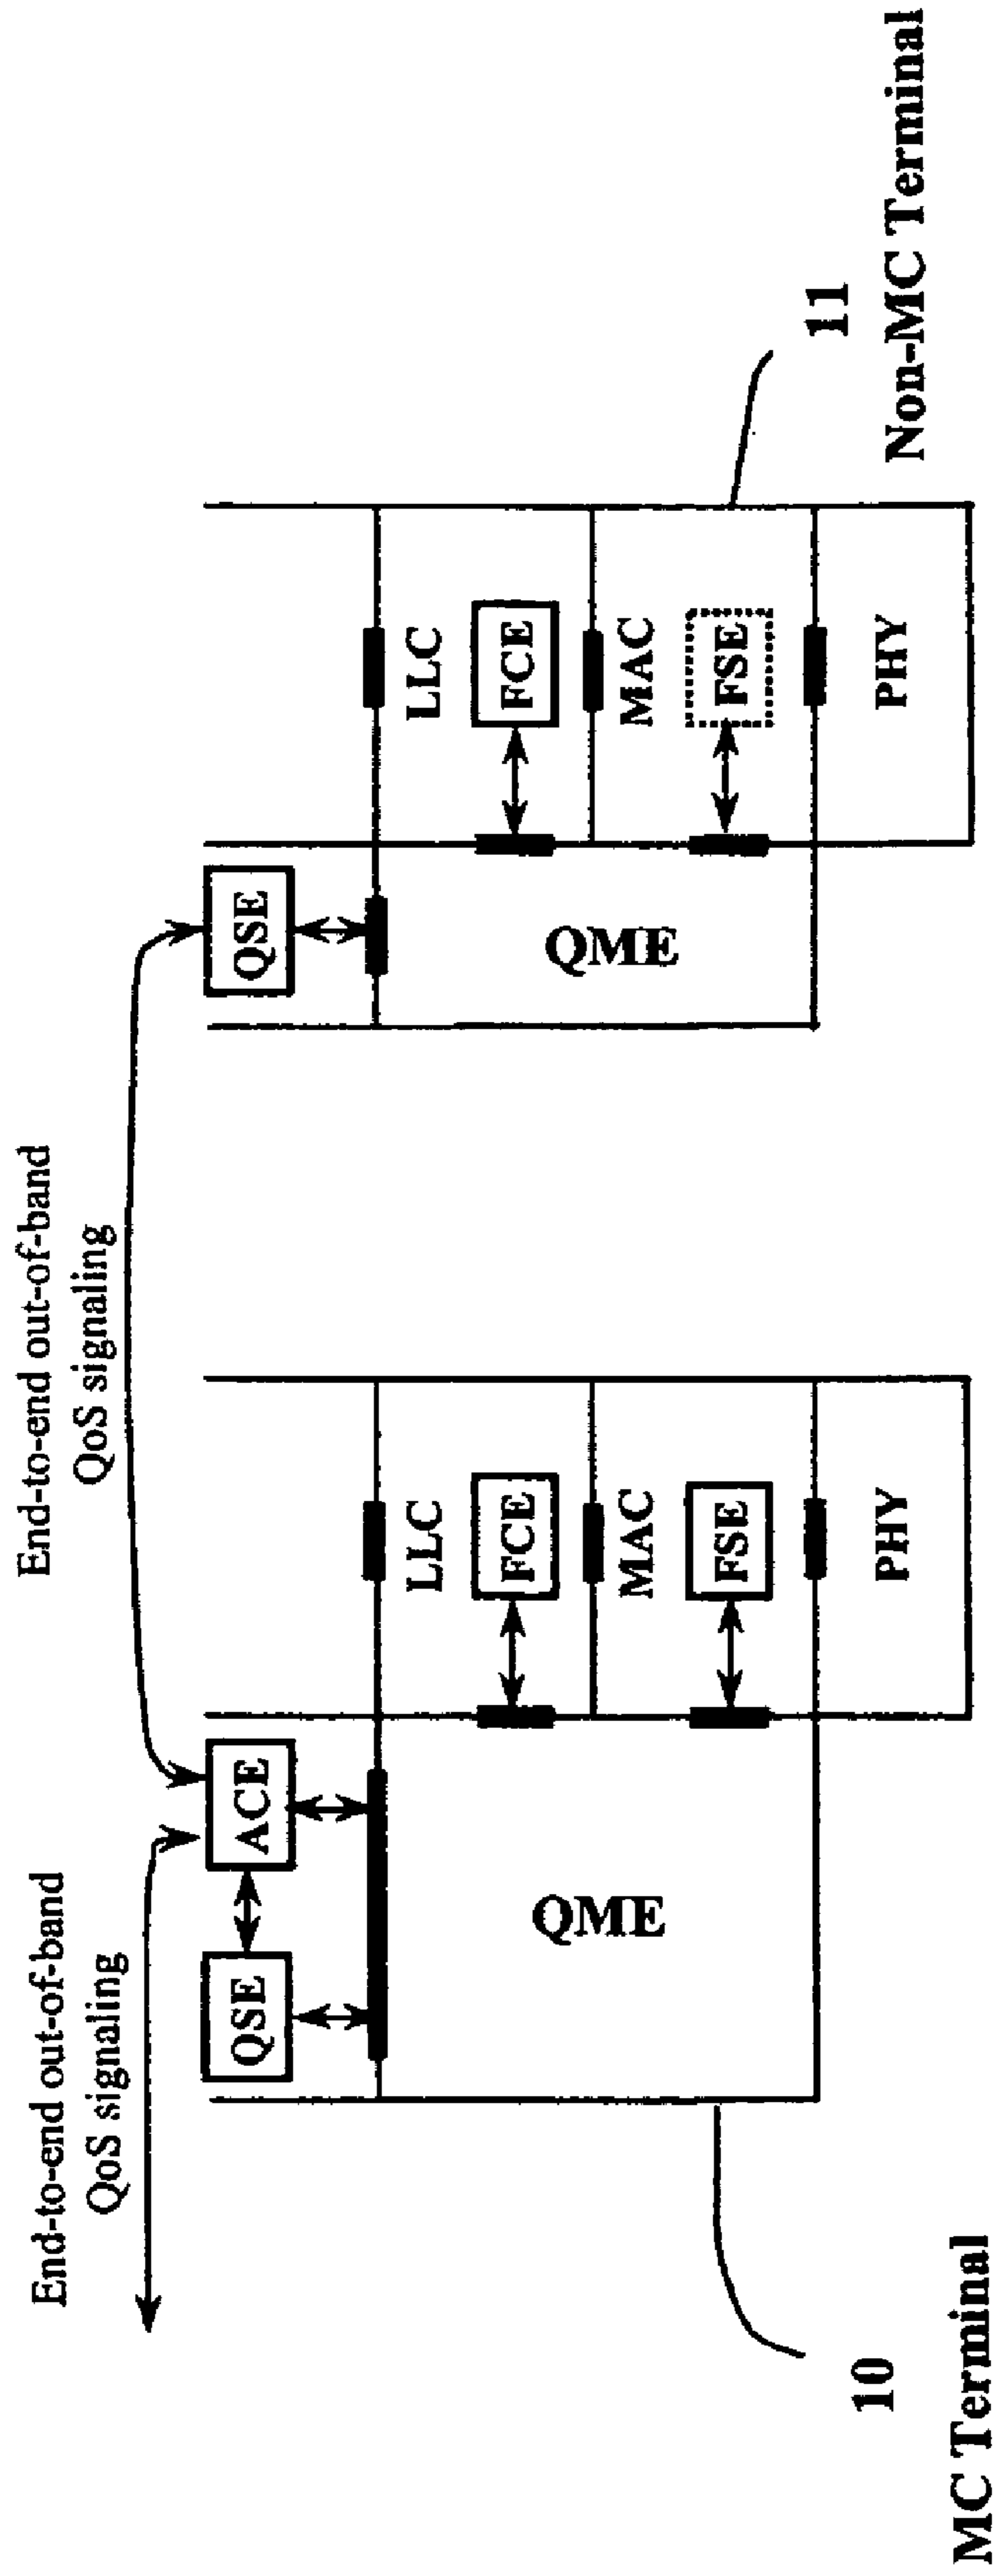 End-to-end out-of-band
QoS signaling
End-to-end out-of-band
QoS signaling
QSE
ACE
QSE
LLC
LLC
FCE
FCE
QME
QME
MAC
MAC
FSE
FSE
PHY
PHY
10
MC Terminal
11
Non-MC Terminal